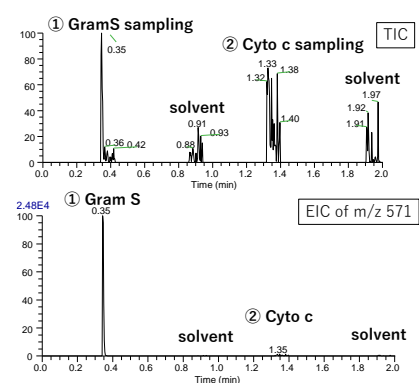 ① GramS sampling
TIC
② Cyto c sampling
100
80
60
40
20
0
0.35
0.36 0.42
solvent
0.91
0.88
0.93
1.33
1.32
1.38
1.40
solvent
1.97
1.92
1.91
0.0 0.2 0.4 0.6 0.8 1.0 1.2 1.4 1.6 1.8 2.0
Time (min)
① Gram S
2.48E4
EIC of m/z 571
100
80
60
40
20
0
0.35
solvent
② Cyto c
1.35
solvent
0.0 0.2 0.4 0.6 0.8 1.0 1.2 1.4 1.6 1.8 2.0
Time (min)